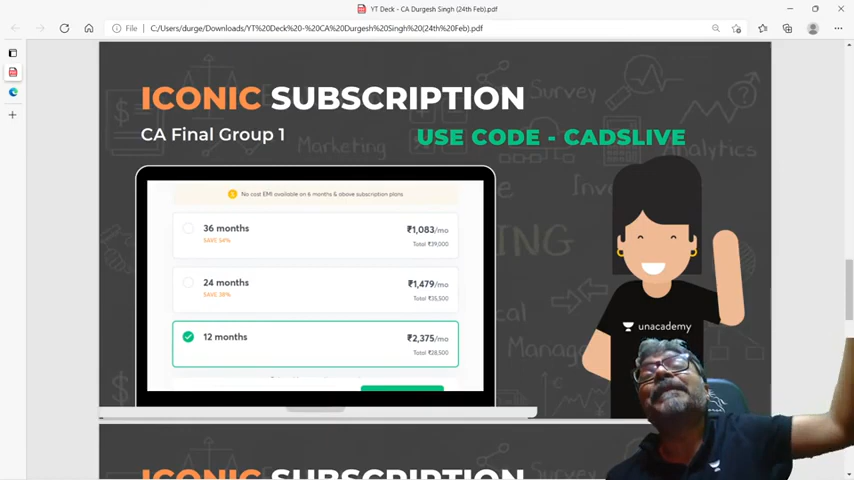 YT Deck - CA Durgesh Singh (24th Feb).pdf
File
C:/Users/durge/Downloads/YT%20Deck%20-%20CA%20Durgesh%20Singh%20(24th%20Feb).pdf
ICONIC SUBSCRIPTION
CA Final Group 1
USE CODE - CADSLIVE
Survey
Marketing
Analytics
No cost EMI available on 6 months & above subscription plans
36 months
SAVE 54%
₹1,083/mo
Total ₹39,000
24 months
SAVE 38%
₹1,479/mo
Total ₹35,500
12 months
₹2,375/mo
Total ₹28,500
unacademy
ICONIC SUBSCRIPTION